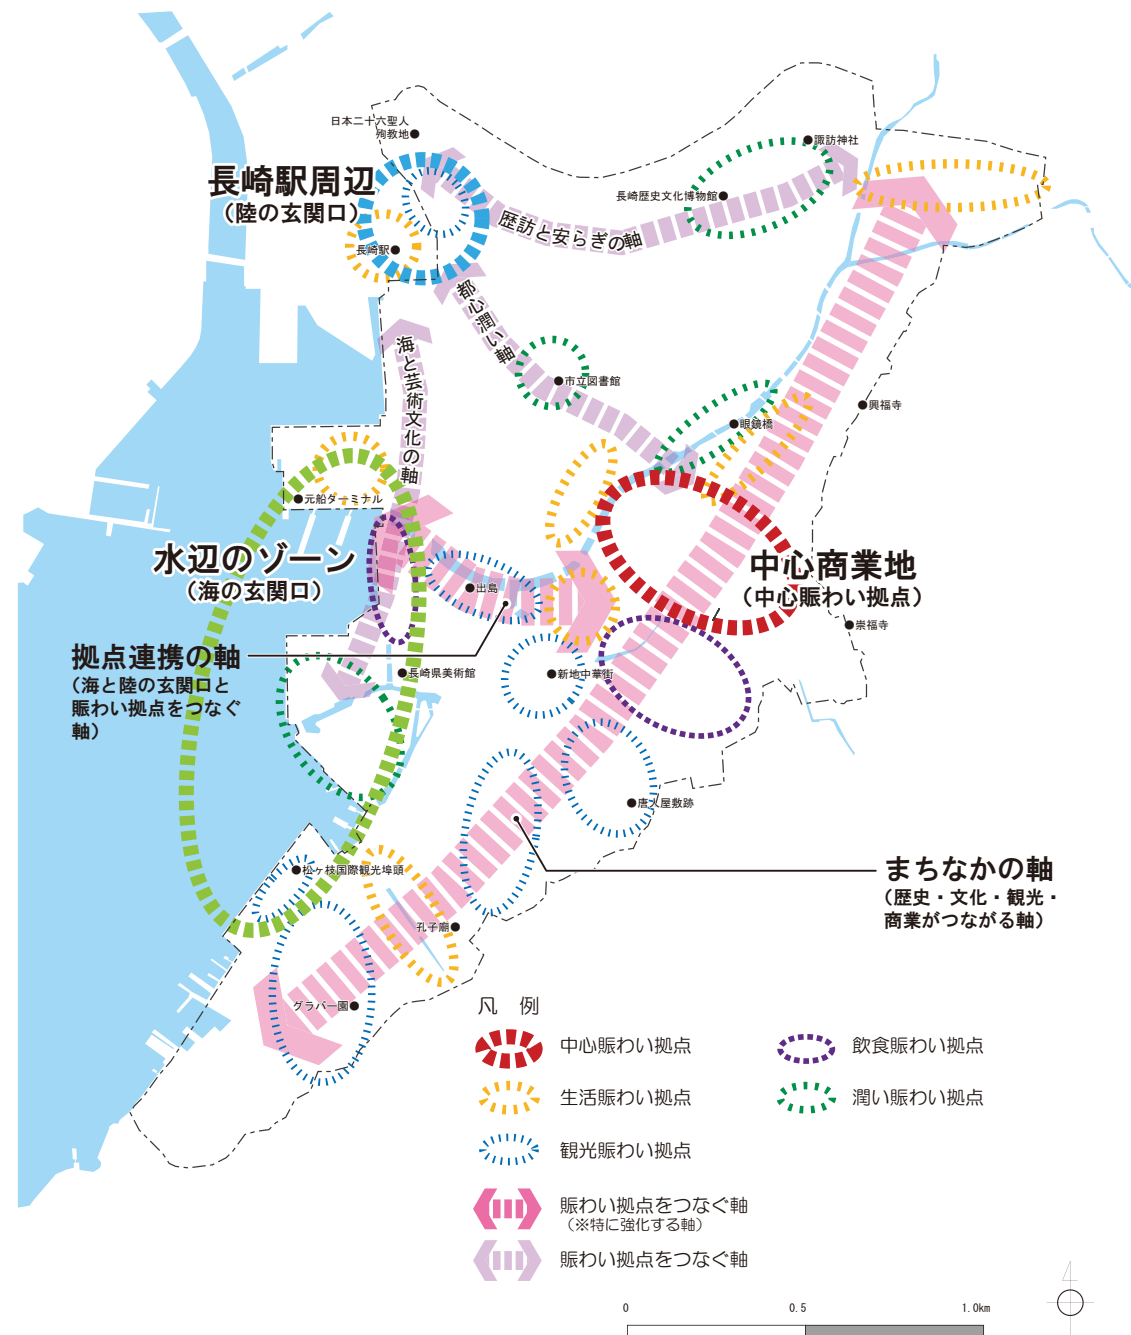 日本二十六聖人
殉教地
諏訪神社
長崎駅周辺
（陸の玄関口）
長崎歴史文化博物館
歴訪と安らぎの軸
長崎駅
都心潤い軸
海と芸術文化の軸
市立図書館
興福寺
眼鏡橋
元船ターミナル
水辺のゾーン
（海の玄関口）
中心商業地
（中心賑わい拠点）
出島
崇福寺
拠点連携の軸
（海と陸の玄関口と
賑わい拠点をつなぐ
軸）
長崎県美術館
新地中華街
唐人屋敷跡
松ヶ枝国際観光埠頭
まちなかの軸
（歴史・文化・観光・
商業がつながる軸）
孔子廟
グラバー園
凡 例
中心賑わい拠点
飲食賑わい拠点
生活賑わい拠点
潤い賑わい拠点
観光賑わい拠点
賑わい拠点をつなぐ軸
（※特に強化する軸）
賑わい拠点をつなぐ軸
0 0.5 1.0km